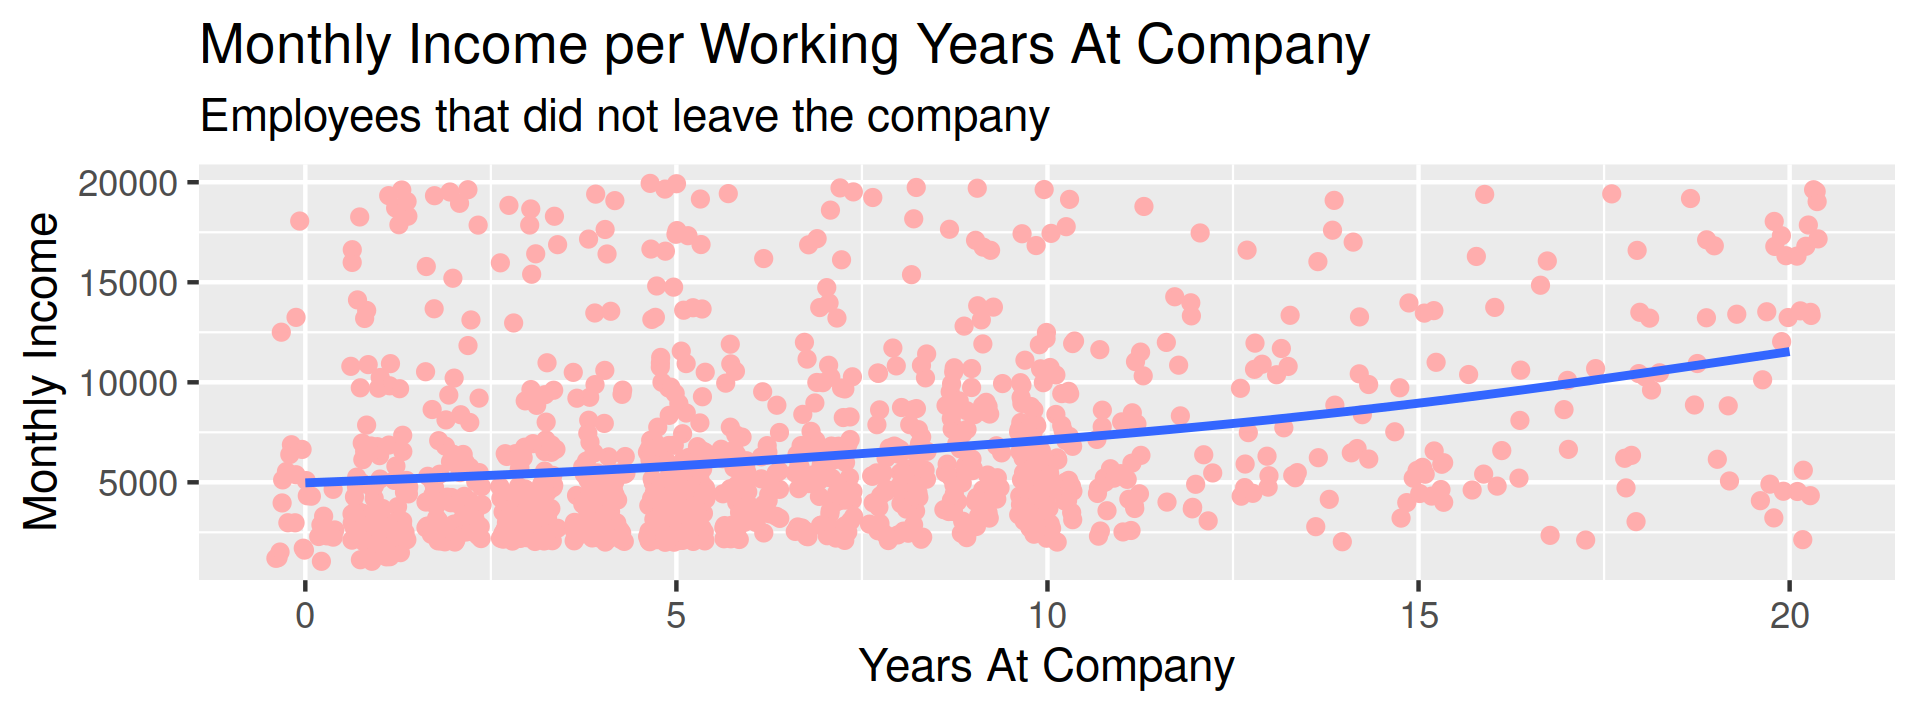 Monthly Income per Working Years At Company
Employees that did not leave the company
Monthly Income
20000
15000
10000
5000
0 5 10 15 20
Years At Company